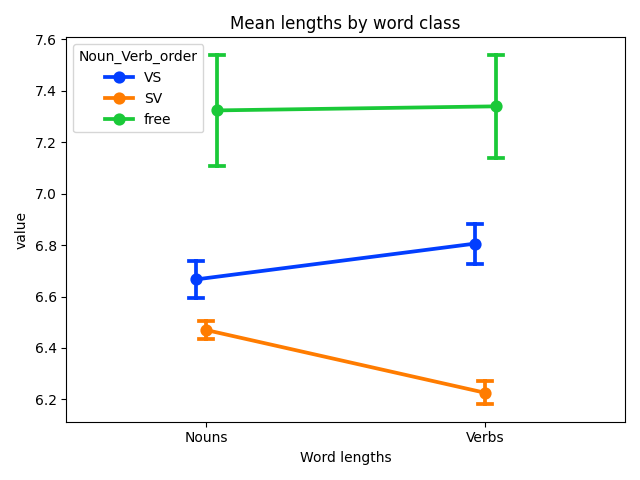 Mean lengths by word class
Noun_Verb_order
VS
SV
free
value
7.6
7.4
7.2
7.0
6.8
6.6
6.4
6.2
Nouns
Verbs
Word lengths